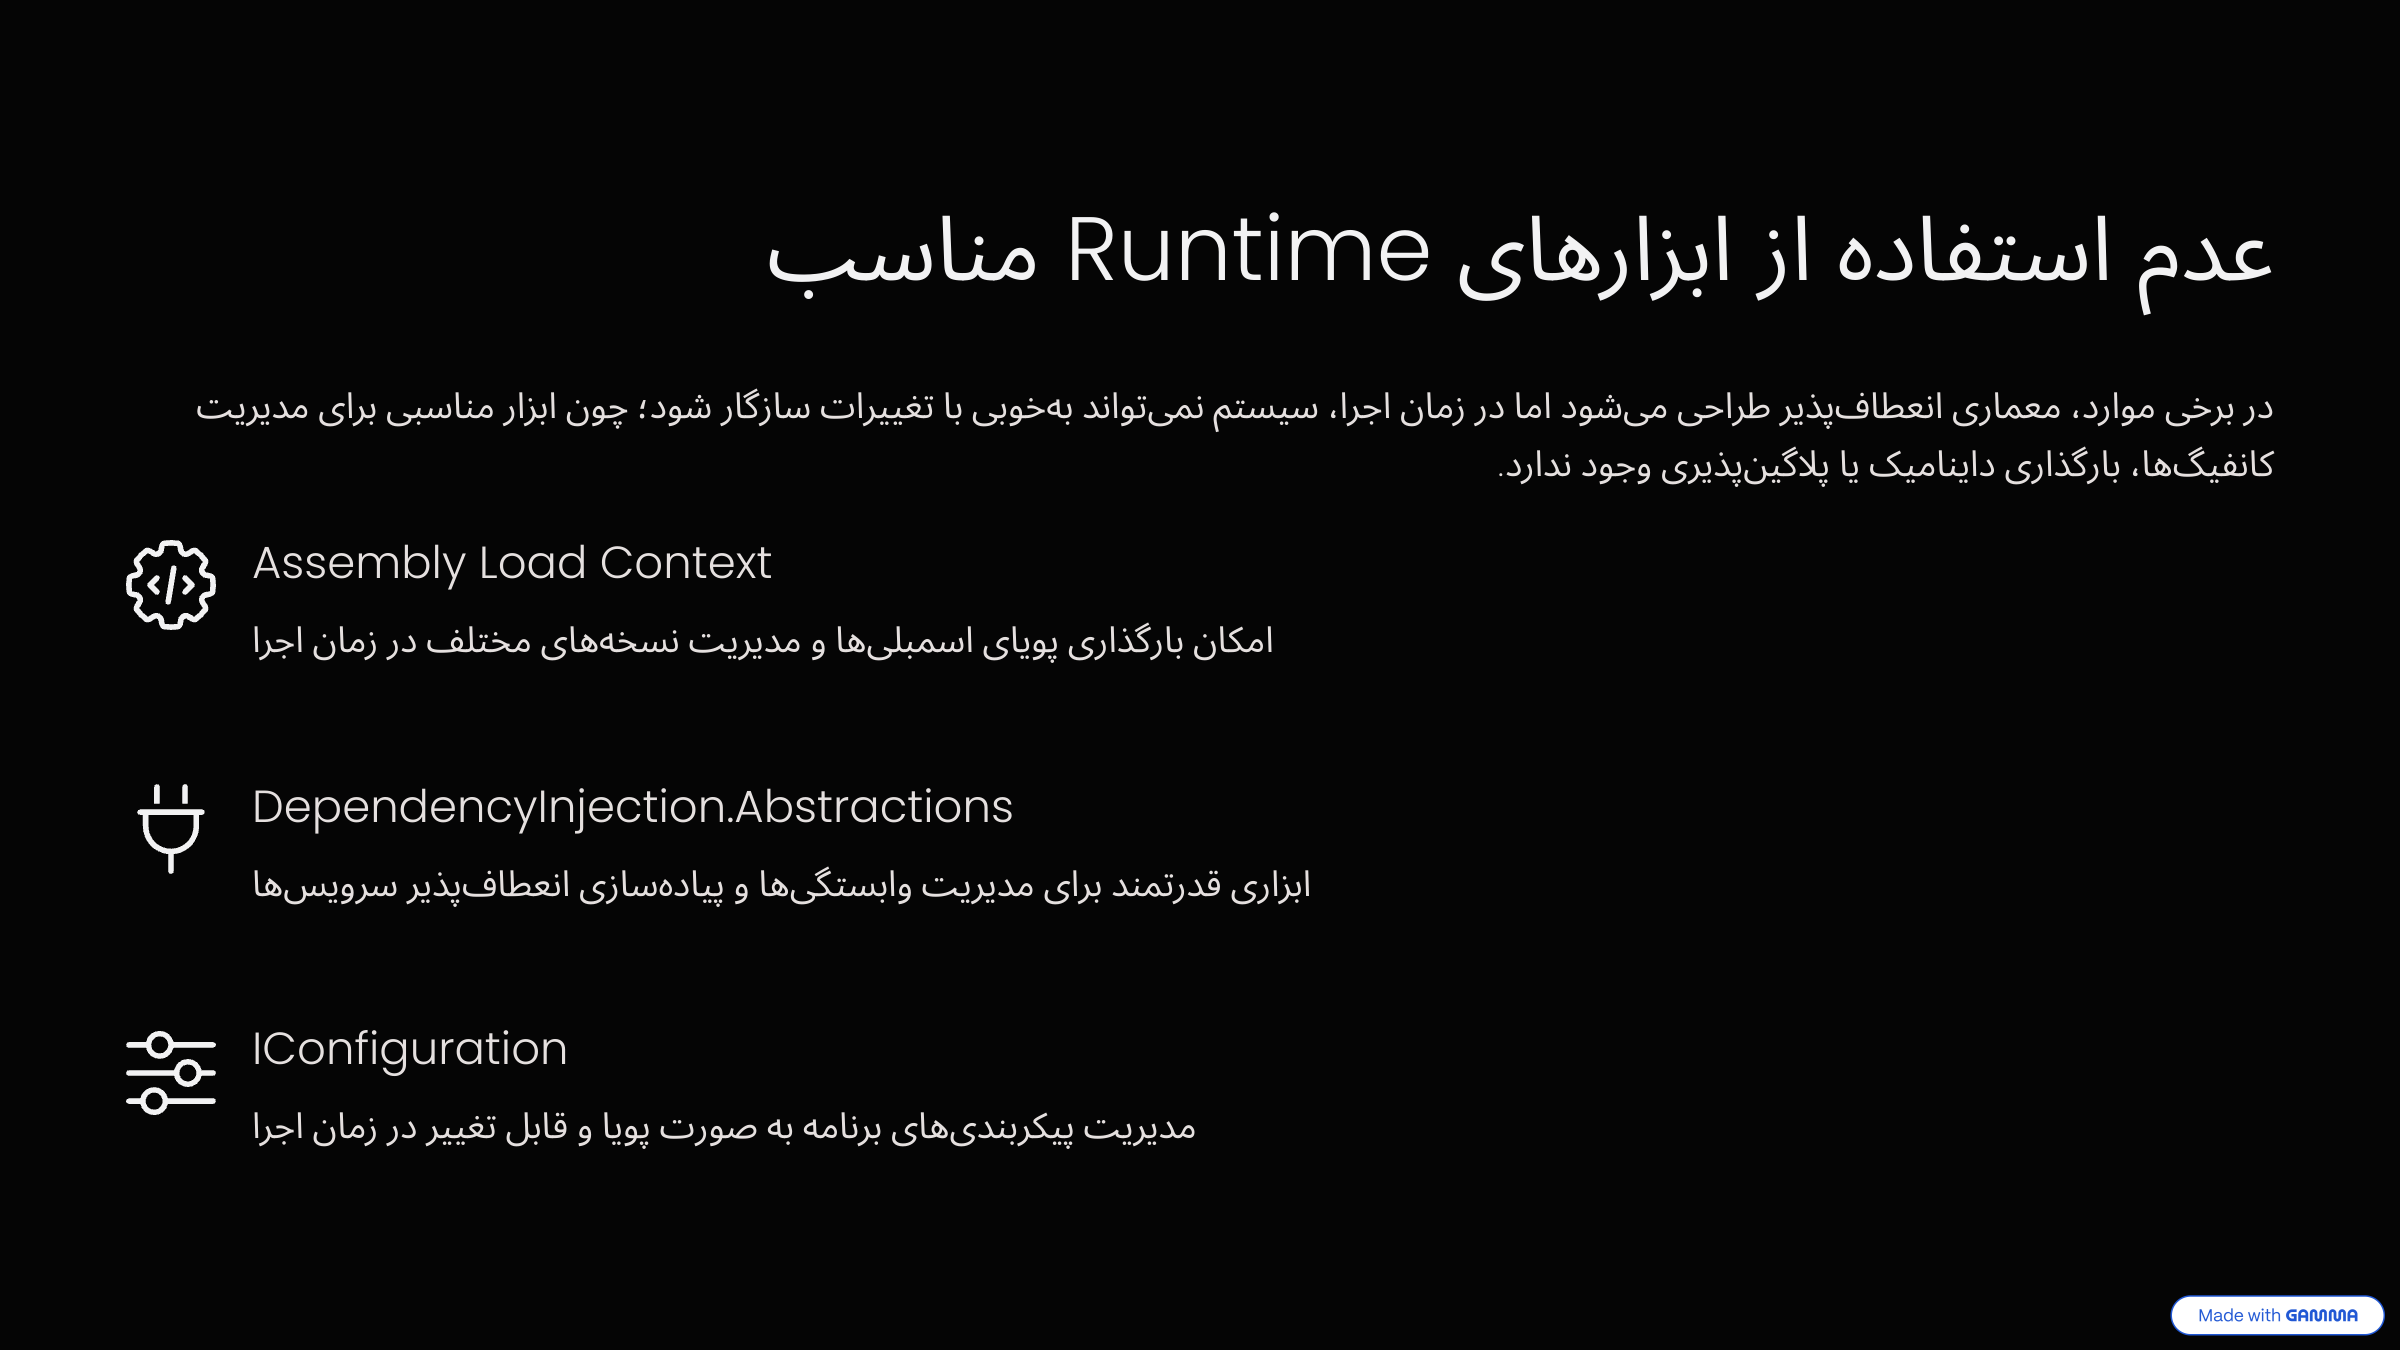 عدم استفاده از ابزارهای Runtime مناسب
در برخی موارد، معماری انعطاف‌پذیر طراحی می‌شود اما در زمان اجرا، سیستم نمی‌تواند به‌خوبی با تغییرات سازگار شود؛ چون ابزار مناسبی برای مدیریت
کانفیگ‌ها، بارگذاری داینامیک یا پلاگین‌پذیری وجود ندارد.
Assembly Load Context
امکان بارگذاری پویای اسمبلی‌ها و مدیریت نسخه‌های مختلف در زمان اجرا
DependencyInjection.Abstractions
ابزاری قدرتمند برای مدیریت وابستگی‌ها و پیاده‌سازی انعطاف‌پذیر سرویس‌ها
IConfiguration
مدیریت پیکربندی‌های برنامه به صورت پویا و قابل تغییر در زمان اجرا
Made with GAMMA